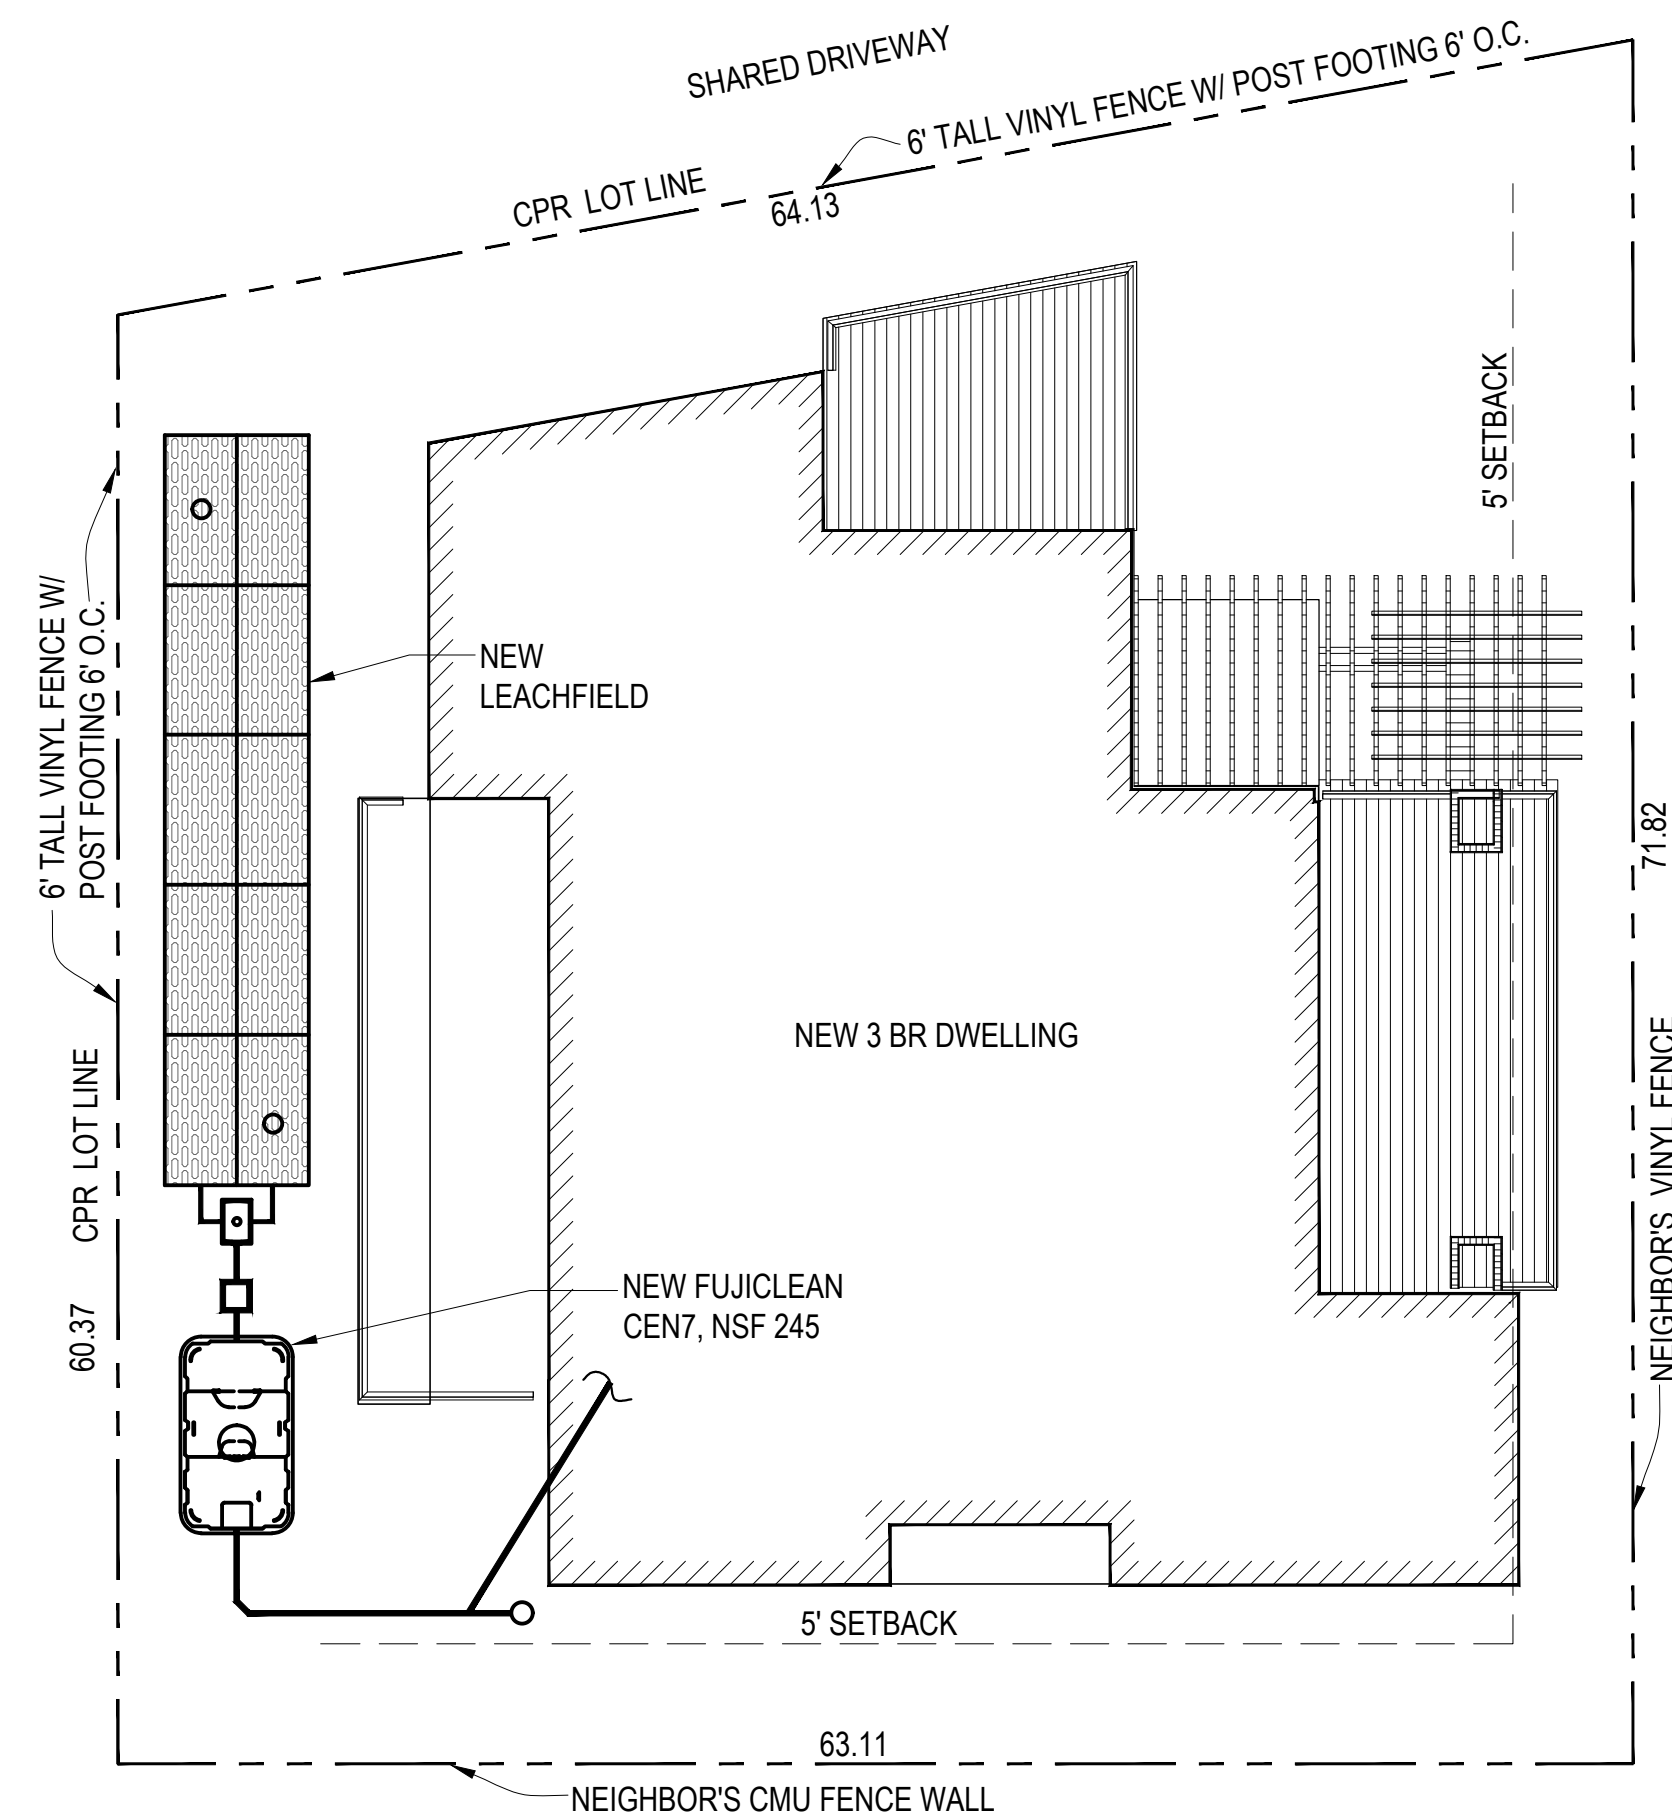 SHARED DRIVEWAY
6' TALL VINYL FENCE W/ POST FOOTING 6' O.C.
CPR LOT LINE
64.13
5' SETBACK
6' TALL VINYL FENCE W/
POST FOOTING 6' O.C.
NEW
LEACHFIELD
71.82
NEW 3 BR DWELLING
CPR LOT LINE
NEIGHBOR'S VINYL FENCE
60.37
NEW FUJICLEAN
CEN7, NSF 245
5' SETBACK
63.11
NEIGHBOR'S CMU FENCE WALL